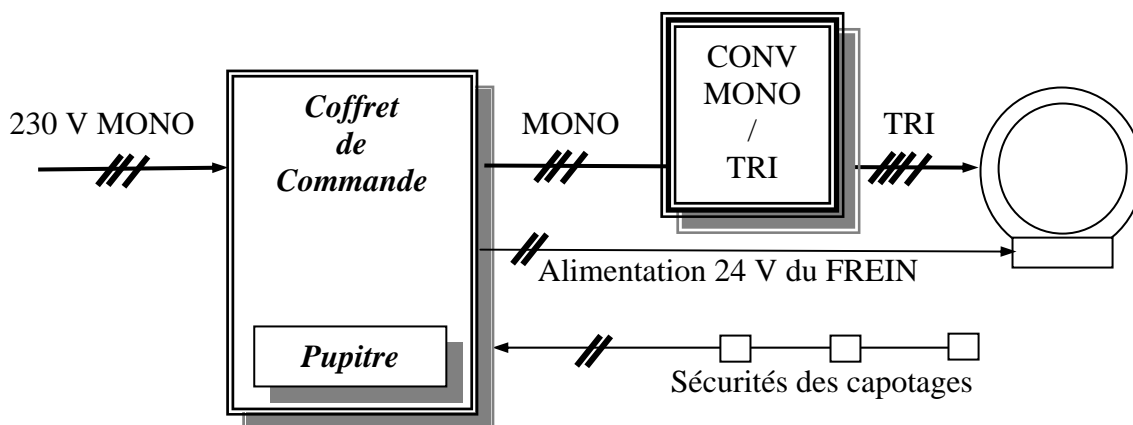 230 V MONO
Coffret
de
Commande
Pupitre
MONO
CONV
MONO
/
TRI
TRI
Alimentation 24 V du FREIN
Sécurités des capotages